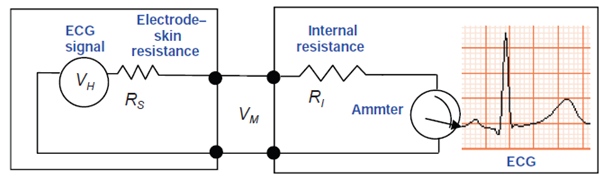 ECG
signal
Electrode–
skin
resistance
V_H
R_S
V_M
Internal
resistance
R_I
Ammter
ECG